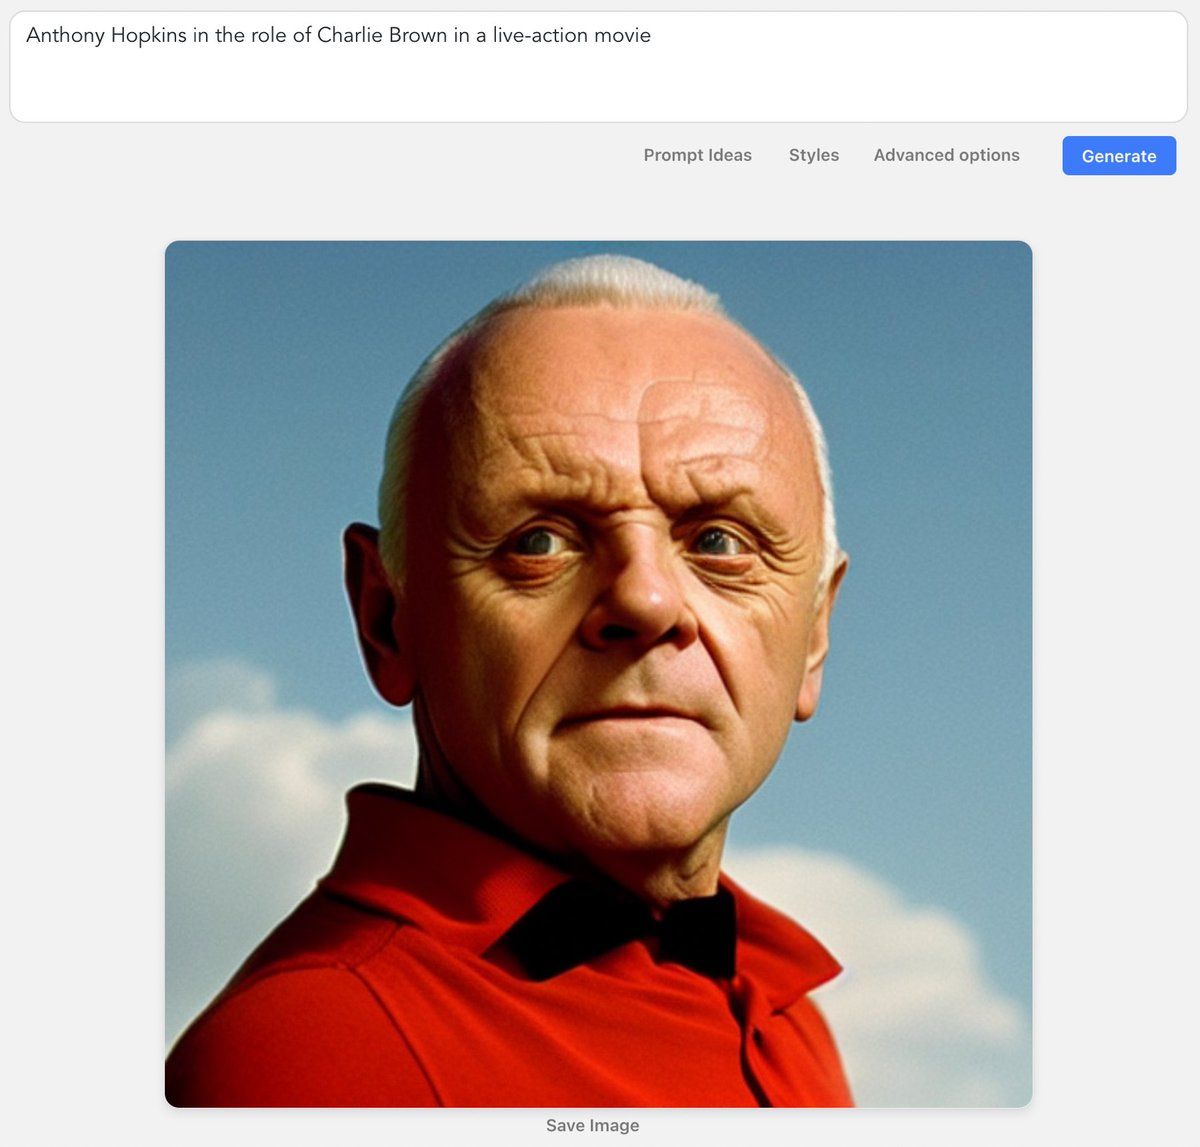 Anthony Hopkins in the role of Charlie Brown in a live-action movie
Prompt Ideas Styles Advanced options Generate
Save Image